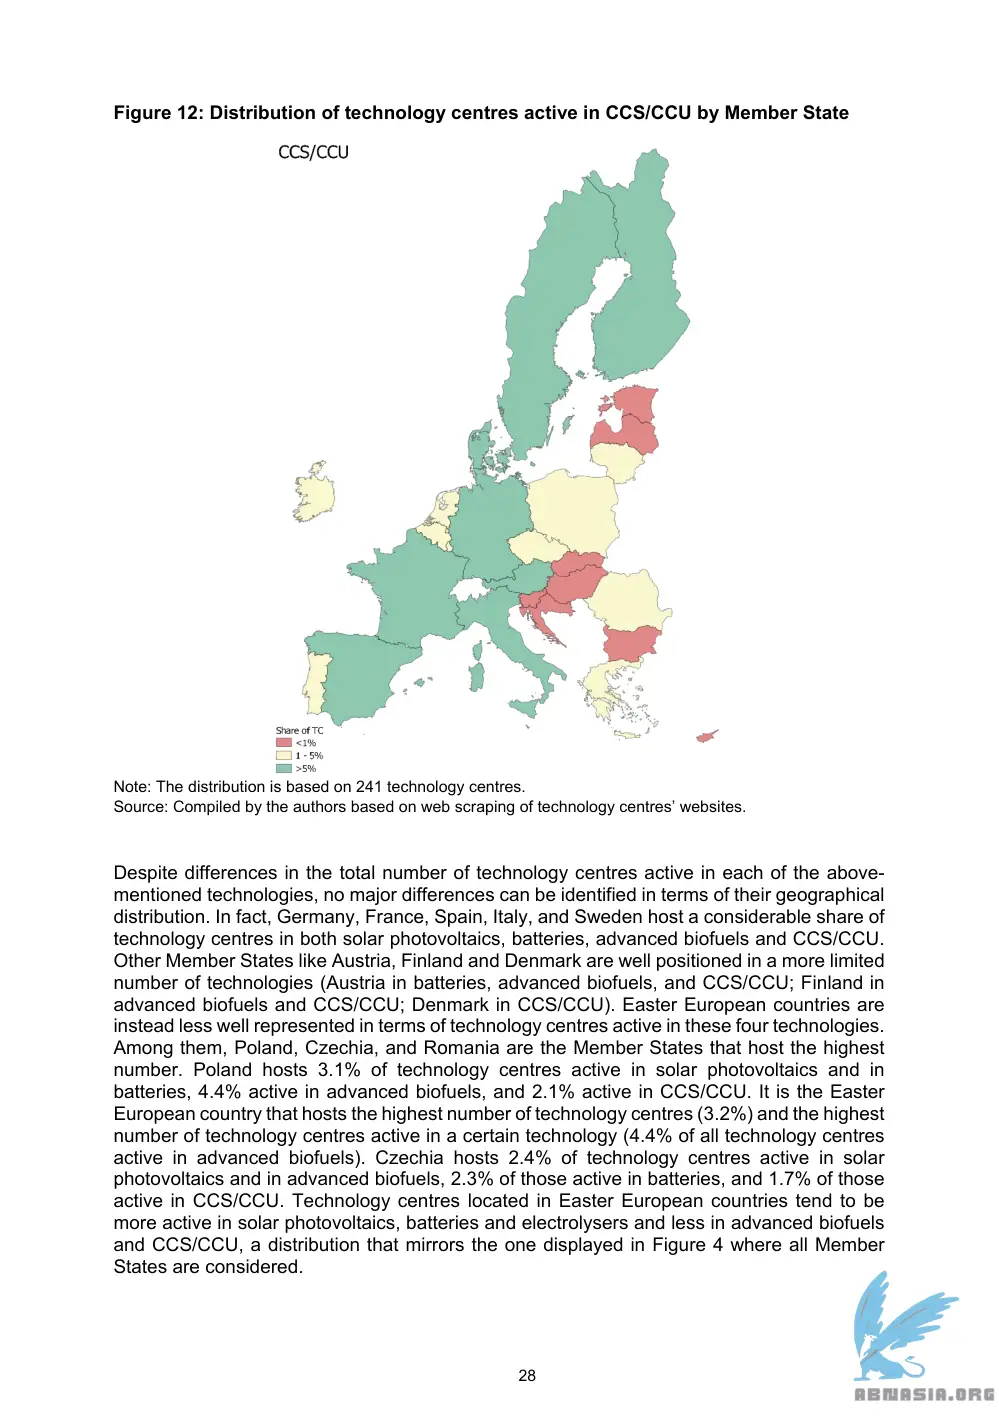 Figure 12: Distribution of technology centres active in CCS/CCU by Member State
CCS/CCU
Share of TC
<1%
1 - 5%
>5%
Note: The distribution is based on 241 technology centres.
Source: Compiled by the authors based on web scraping of technology centres’ websites.
Despite differences in the total number of technology centres active in each of the above-
mentioned technologies, no major differences can be identified in terms of their geographical
distribution. In fact, Germany, France, Spain, Italy, and Sweden host a considerable share of
technology centres in both solar photovoltaics, batteries, advanced biofuels and CCS/CCU.
Other Member States like Austria, Finland and Denmark are well positioned in a more limited
number of technologies (Austria in batteries, advanced biofuels, and CCS/CCU; Finland in
advanced biofuels and CCS/CCU; Denmark in CCS/CCU). Easter European countries are
instead less well represented in terms of technology centres active in these four technologies.
Among them, Poland, Czechia, and Romania are the Member States that host the highest
number. Poland hosts 3.1% of technology centres active in solar photovoltaics and in
batteries, 4.4% active in advanced biofuels, and 2.1% active in CCS/CCU. It is the Easter
European country that hosts the highest number of technology centres (3.2%) and the highest
number of technology centres active in a certain technology (4.4% of all technology centres
active in advanced biofuels). Czechia hosts 2.4% of technology centres active in solar
photovoltaics and in advanced biofuels, 2.3% of those active in batteries, and 1.7% of those
active in CCS/CCU. Technology centres located in Easter European countries tend to be
more active in solar photovoltaics, batteries and electrolysers and less in advanced biofuels
and CCS/CCU, a distribution that mirrors the one displayed in Figure 4 where all Member
States are considered.
28
ABNASIA.ORG